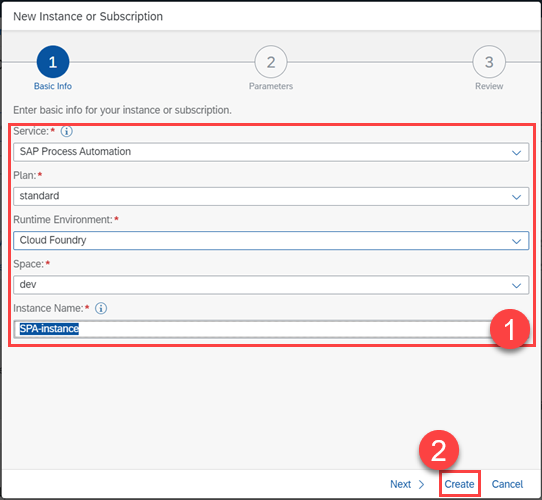 New Instance or Subscription
1
2
3
Basic Info
Parameters
Review
Enter basic info for your instance or subscription.
Service:*
SAP Process Automation
Plan:*
standard
Runtime Environment:*
Cloud Foundry
Space:*
dev
Instance Name:*
SPA-instance
1
2
Next
Create
Cancel